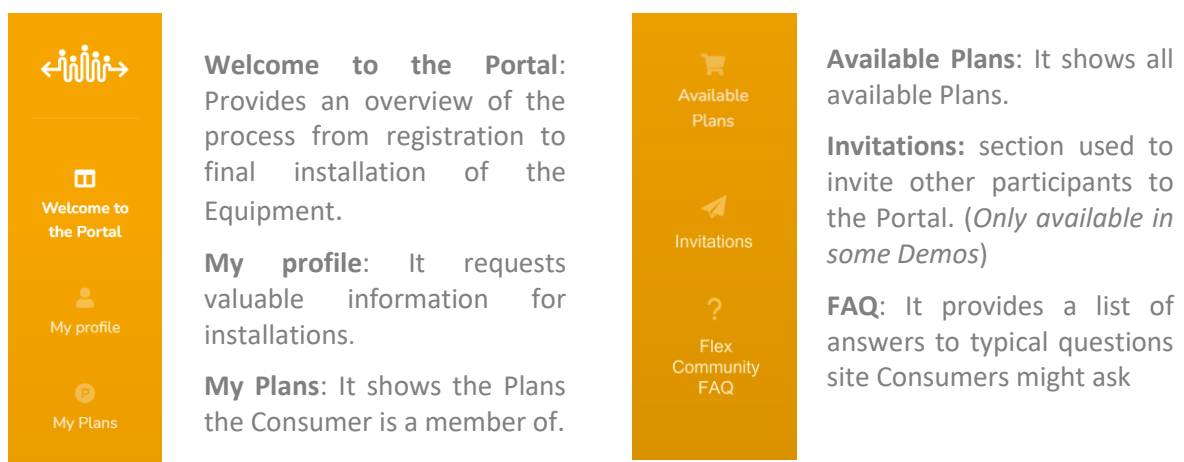 Welcome to
the Portal
My profile
P
My Plans
Welcome to the Portal:
Provides an overview of the
process from registration to
final installation of the
Equipment.
My profile: It requests
valuable information for
installations.
My Plans: It shows the Plans
the Consumer is a member of.
Available
Plans
Invitations
?
Flex
Community
FAQ
Available Plans: It shows all
available Plans.
Invitations: section used to
invite other participants to
the Portal. (Only available in
some Demos)
FAQ: It provides a list of
answers to typical questions
site Consumers might ask